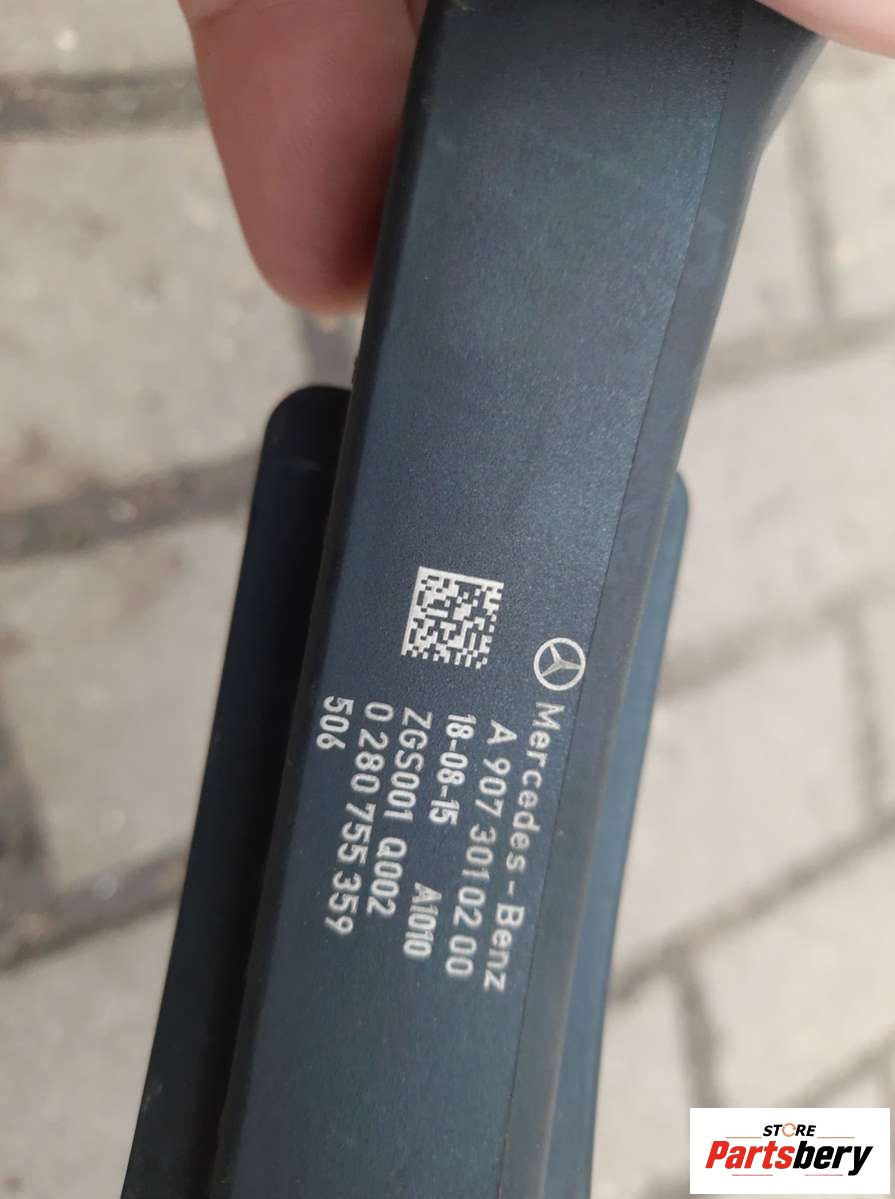 Mercedes-Benz
A 907 301 02 00
18-08-15 A1010
ZGS001 Q002
0 280 755 359
506
STORE
Partsbery